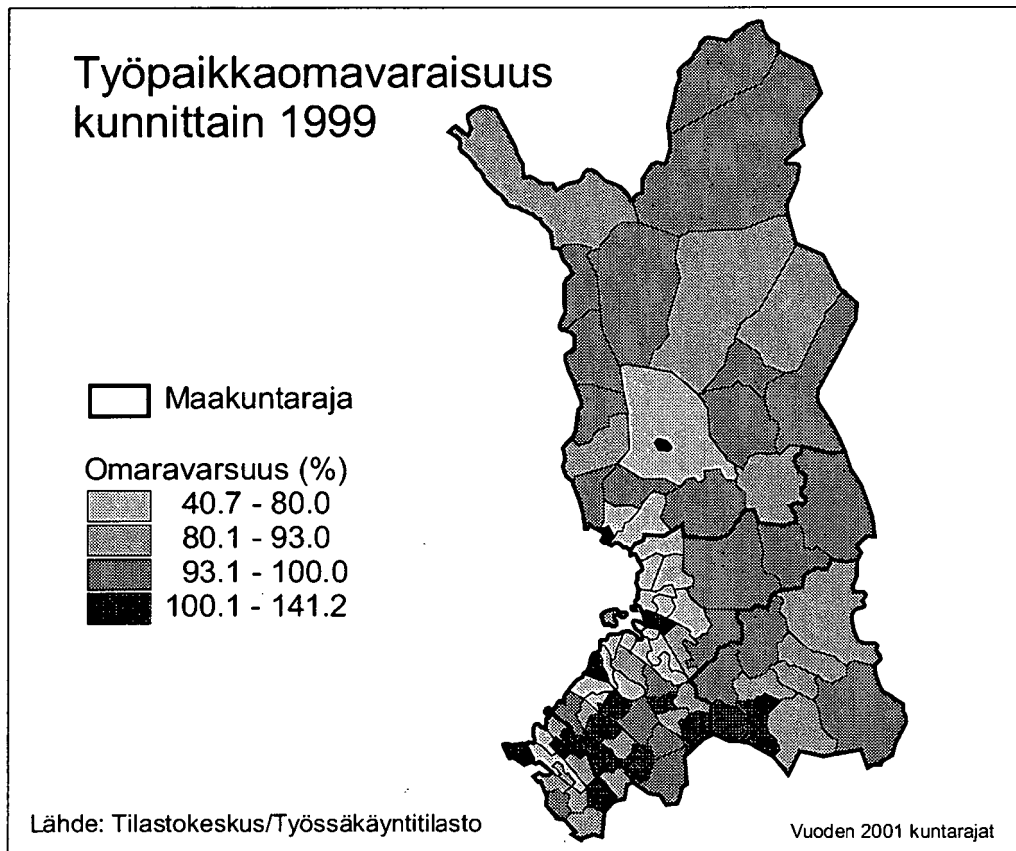 Työpaikkaomavaraisuus
kunnittain 1999
Maakuntaraja
Omaravarsuus (%)
40.7 - 80.0
80.1 - 93.0
93.1 - 100.0
100.1 - 141.2
Lähde: Tilastokeskus/Työssäkäyntitilasto
Vuoden 2001 kuntarajat